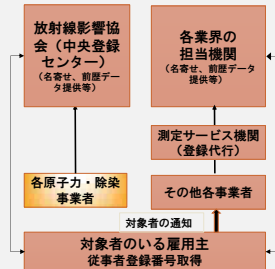 放射線影響協
会（中央登録
センター）
（名寄せ、前歴デー
タ提供等）
各業界の
担当機関
（名寄せ、前歴データ
提供等）
測定サービス機関
（登録代行）
各原子力・除染
事業者
その他各事業者
対象者の通知
対象者のいる雇用主
従事者登録番号取得